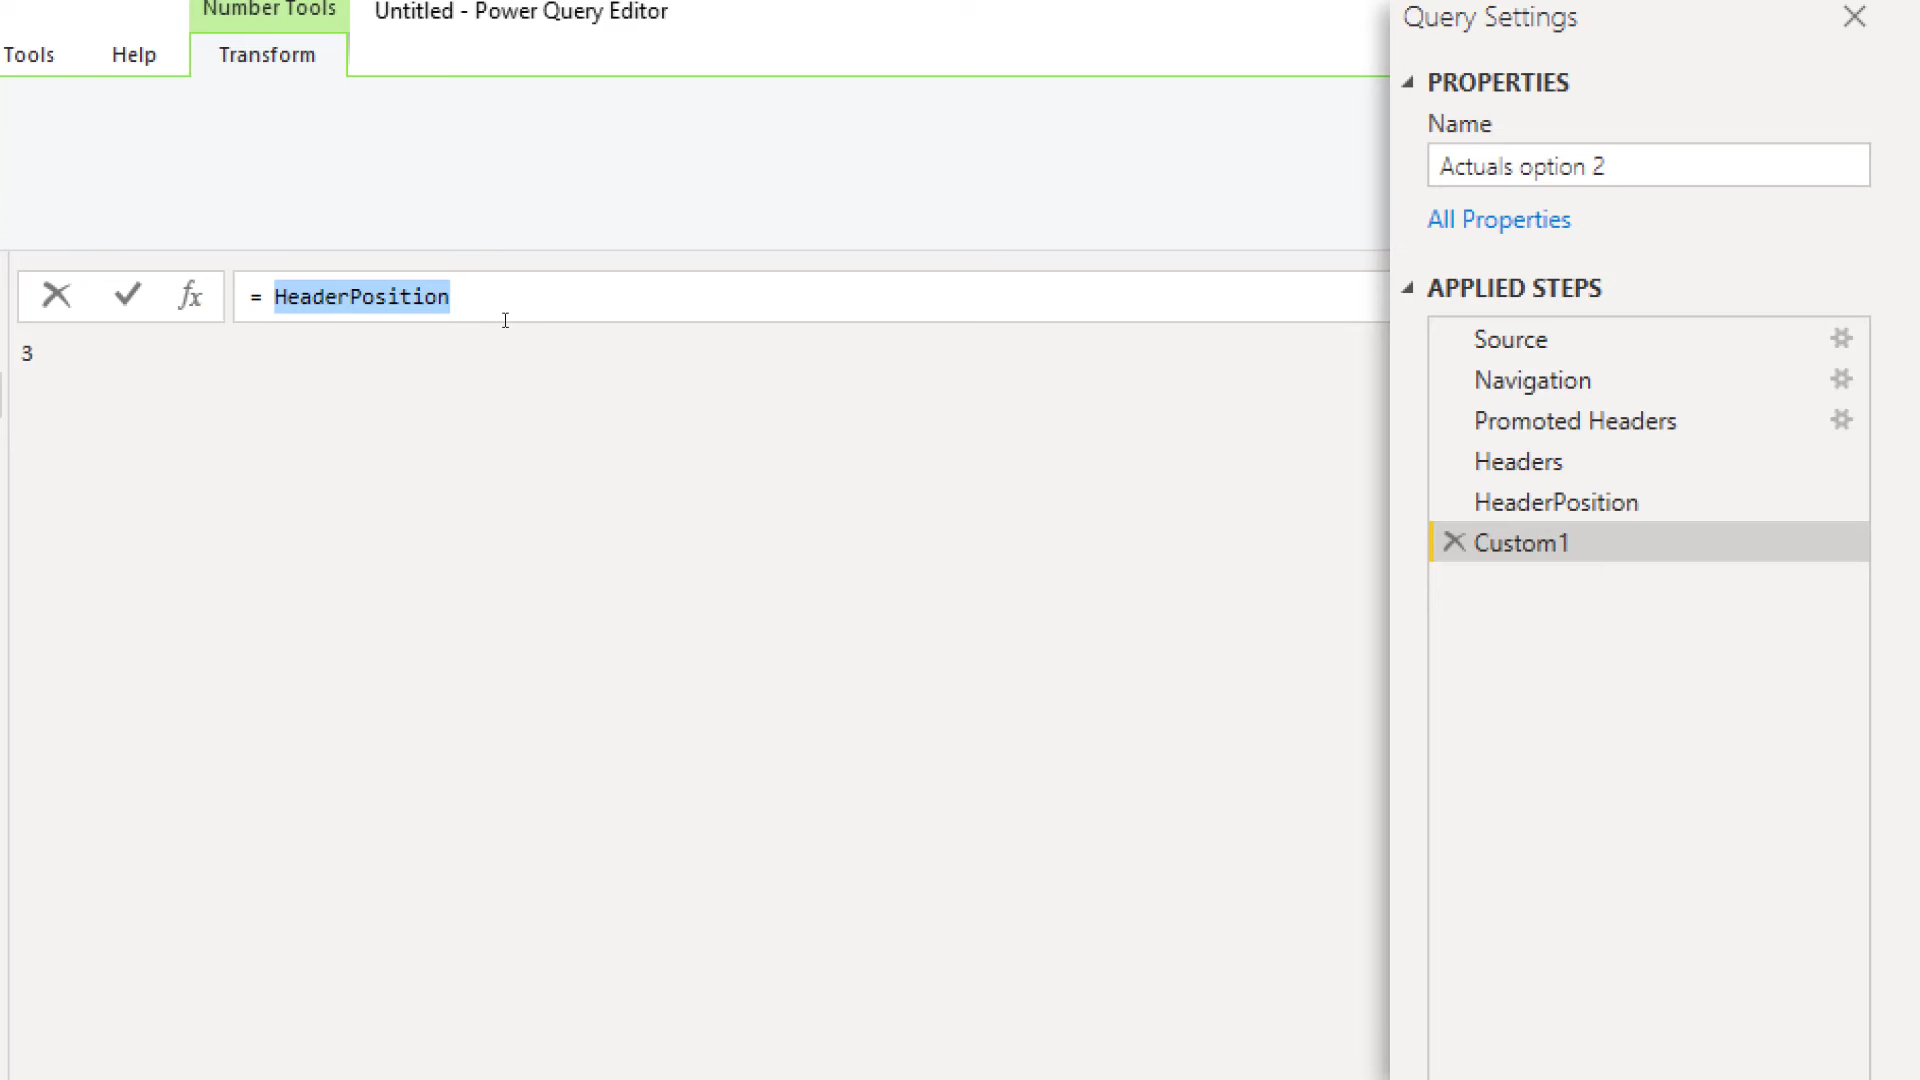 Number Tools
Untitled - Power Query Editor
Tools
Help
Transform
fx
= HeaderPosition
3
Query Settings
PROPERTIES
Name
Actuals option 2
All Properties
APPLIED STEPS
Source
Navigation
Promoted Headers
Headers
HeaderPosition
Custom1